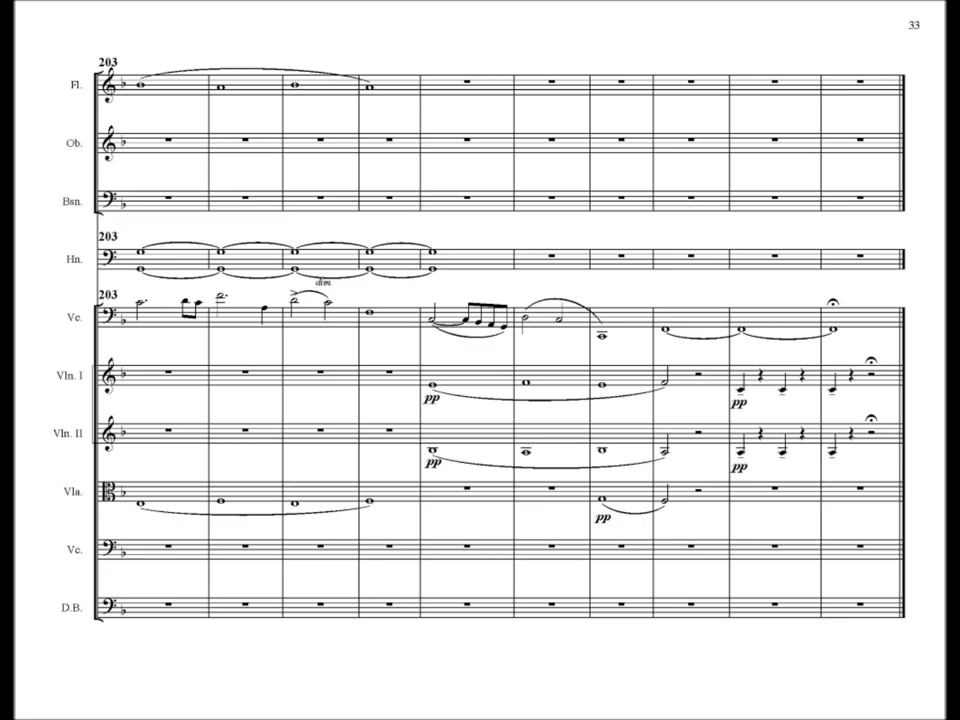 33
203
Fl.
Ob.
Bsn.
203
Hn.
dim.
203
Vc.
Vln. I
pp
pp
Vln. II
pp
pp
Vla.
pp
Vc.
D.B.